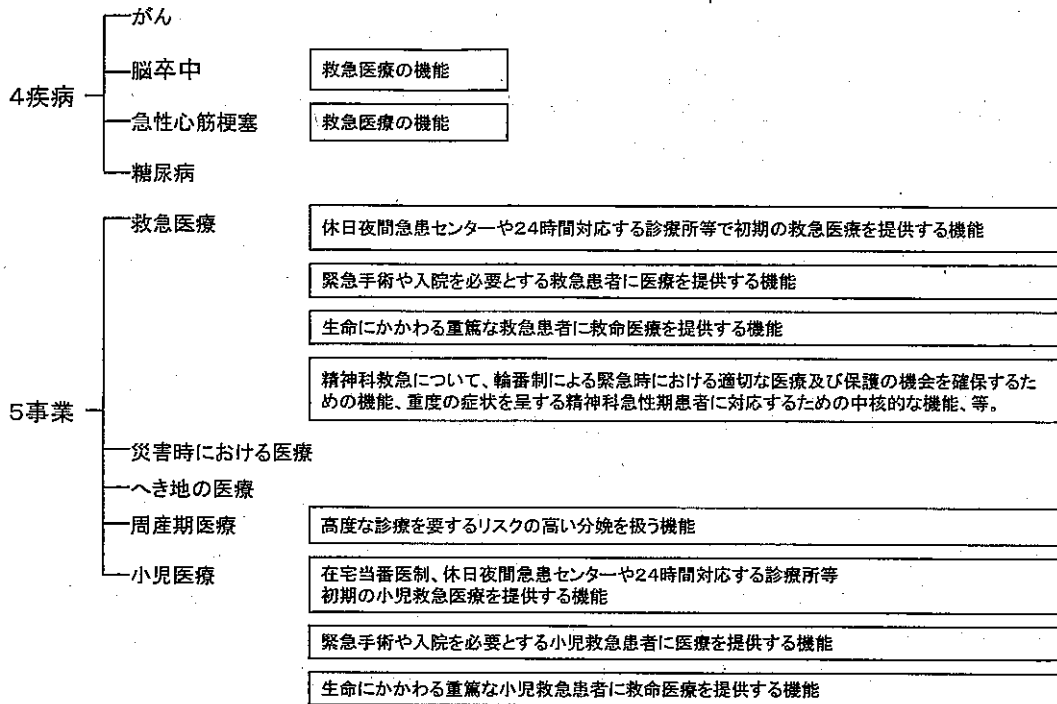 4疾病
がん
脳卒中
救急医療の機能
急性心筋梗塞
救急医療の機能
糖尿病
5事業
救急医療
休日夜間急患センターや24時間対応する診療所等で初期の救急医療を提供する機能
緊急手術や入院を必要とする救急患者に医療を提供する機能
生命にかかわる重篤な救急患者に救命医療を提供する機能
精神科救急について、輪番制による緊急時における適切な医療及び保護の機会を確保するた
めの機能、重度の症状を呈する精神科急性期患者に対応するための中核的な機能、等。
災害時における医療
へき地の医療
周産期医療
高度な診療を要するリスクの高い分娩を扱う機能
小児医療
在宅当番医制、休日夜間急患センターや24時間対応する診療所等
初期の小児救急医療を提供する機能
緊急手術や入院を必要とする小児救急患者に医療を提供する機能
生命にかかわる重篤な小児救急患者に救命医療を提供する機能